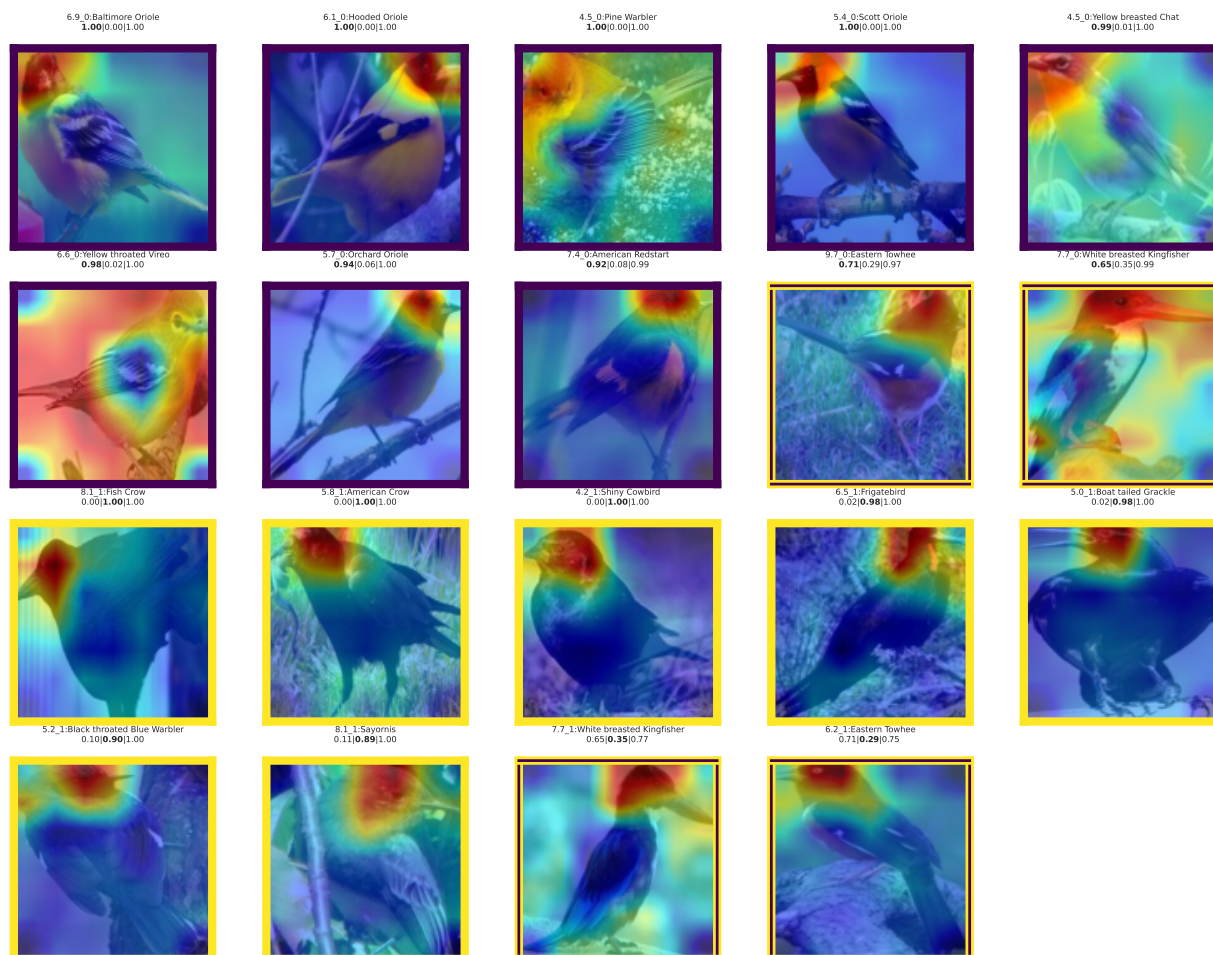 6.9_0:Baltimore Oriole
1.00|0.00|1.00
6.1_0:Hooded Oriole
1.00|0.00|1.00
4.5_0:Pine Warbler
1.00|0.00|1.00
5.4_0:Scott Oriole
1.00|0.00|1.00
4.5_0:Yellow breasted Chat
0.99|0.01|1.00
6.6_0:Yellow throated Vireo
0.98|0.02|1.00
5.7_0:Orchard Oriole
0.94|0.06|1.00
7.4_0:American Redstart
0.92|0.08|0.99
9.7_0:Eastern Towhee
0.71|0.29|0.97
7.7_0:White breasted Kingfisher
0.65|0.35|0.99
8.1_1:Fish Crow
0.00|1.00|1.00
5.8_1:American Crow
0.00|1.00|1.00
4.2_1:Shiny Cowbird
0.00|1.00|1.00
6.5_1:Frigatebird
0.02|0.98|1.00
5.0_1:Boat tailed Grackle
0.02|0.98|1.00
5.2_1:Black throated Blue Warbler
0.10|0.90|1.00
8.1_1:Sayornis
0.11|0.89|1.00
7.7_1:White breasted Kingfisher
0.65|0.35|0.77
6.2_1:Eastern Towhee
0.71|0.29|0.75